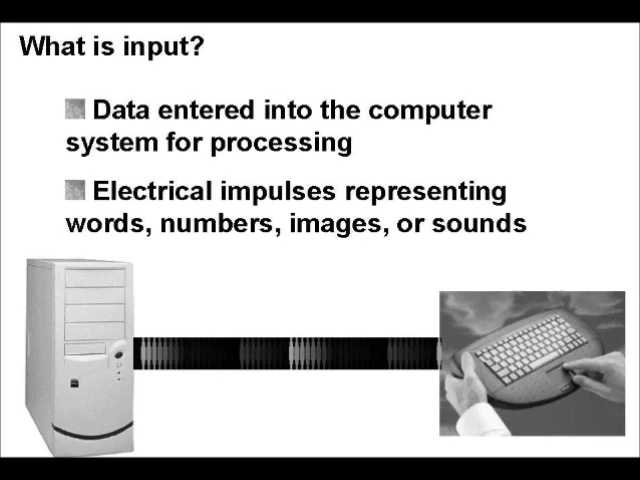 What is input?
Data entered into the computer
system for processing
Electrical impulses representing
words, numbers, images, or sounds